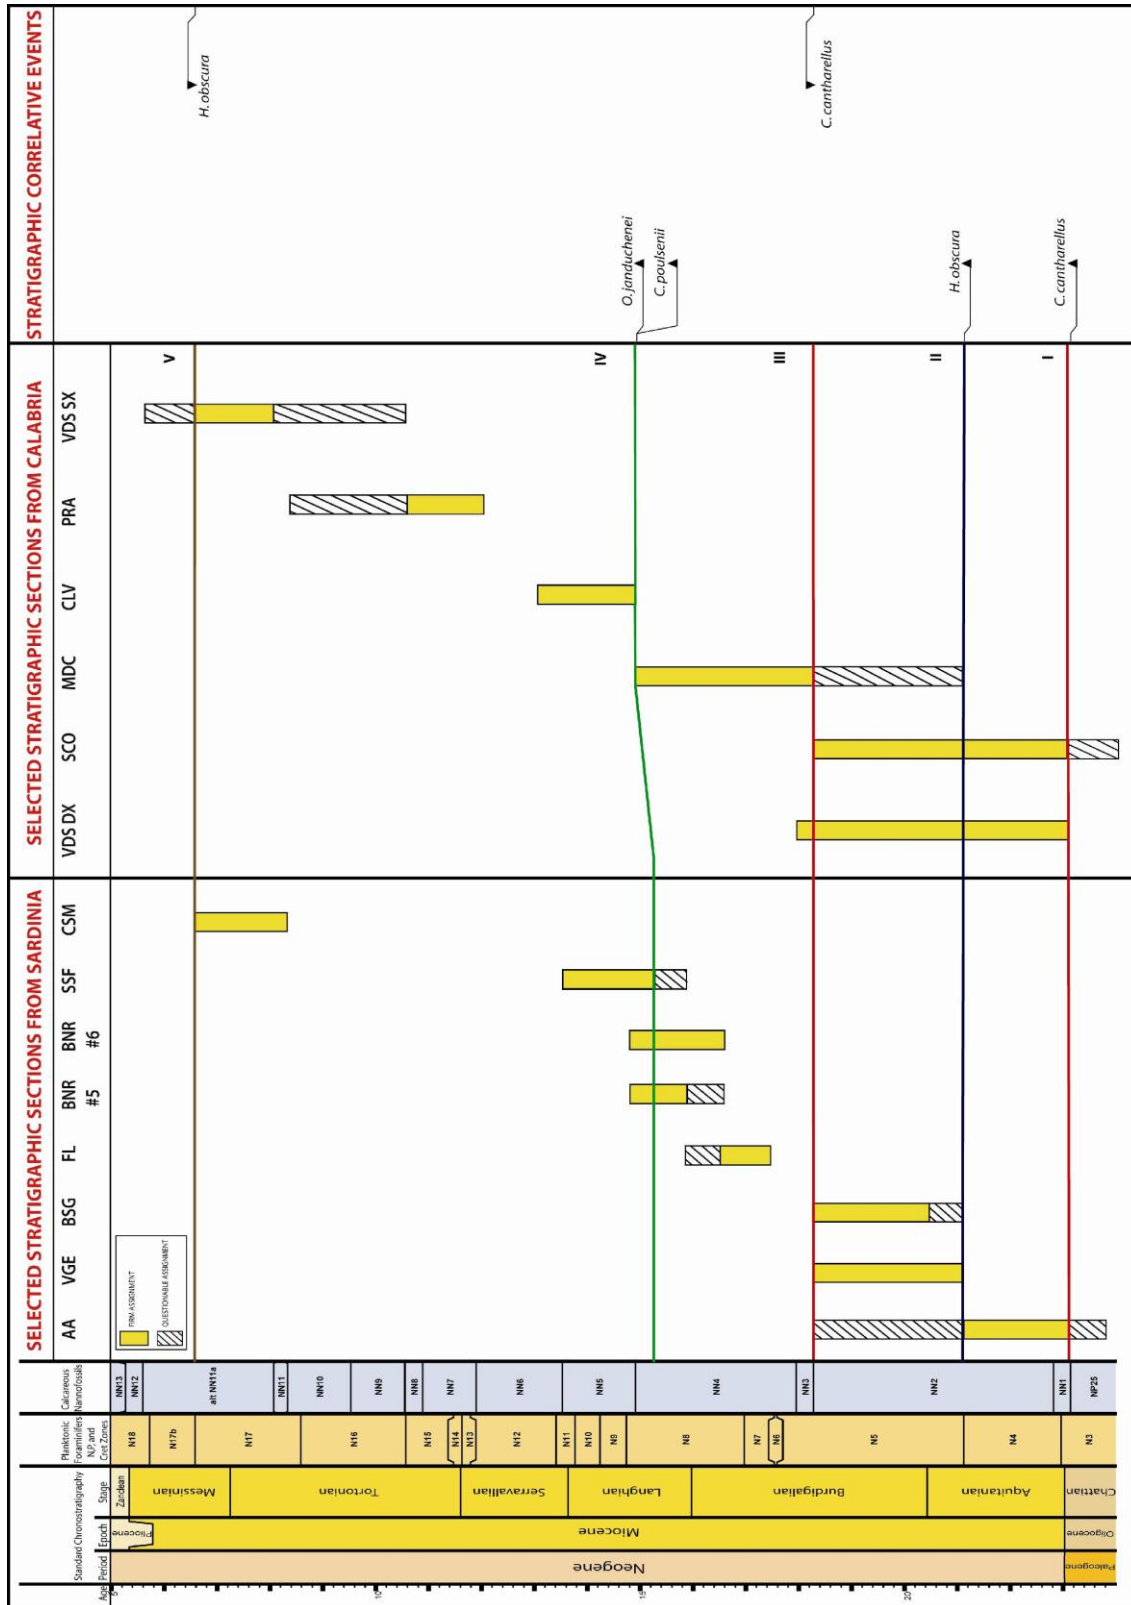 STRATIGRAPHIC CORRELATIVE EVENTS
H. obscura
C. cantharellus
O. janduchenei
C. poulsenii
H. obscura
C. cantharellus
SELECTED STRATIGRAPHIC SECTIONS FROM CALABRIA
VDS SX
PRA
CLV
MDC
SCO
VDS DX
V
IV
III
II
I
SELECTED STRATIGRAPHIC SECTIONS FROM SARDINIA
CSM
SSF
BNR
#6
BNR
#5
FL
BSG
VGE
AA
FIRM ASSIGNMENT
QUESTIONABLE ASSIGNMENT
Calcareous
Nannofossils
NN13
NN12
alt NN11a
NN11
NN10
NN9
NN8
NN7
NN6
NN5
NN4
NN3
NN2
NN1
NP25
Planktonic
Foraminifers
N,P, and
Cret Zones
N18
N17b
N17
N16
N15
N14
N13
N12
N11
N10
N9
N8
N7
N6
N5
N4
N3
Standard Chronostratigraphy
Stage
Zanclean
Messinian
Tortonian
Serravallian
Langhian
Burdigalian
Aquitanian
Chattian
Epoch
Pliocene
Miocene
Oligocene
Period
Neogene
Paleogene
Age
5
10
15
20